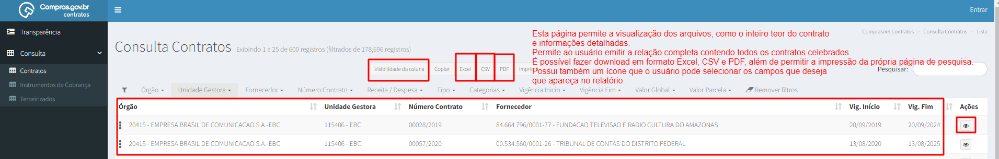 Compras.gov.br
contratos
Entrar
Transparência
Consulta
Contratos
Instrumentos de Cobrança
Terceirizados
Comprasnet Contratos > Consulta Contratos > Lista
Consulta Contratos Exibindo 1 a 25 de 600 registros (filtrados de 178,696 registros)
Esta página permite a visualização dos arquivos, como o inteiro teor do contrato
e informações detalhadas.
Permite ao usuário emitir a relação completa contendo todos os contratos celebrados.
É possível fazer download em formato Excel, CSV e PDF, além de permitir a impressão da própria página de pesquisa.
Possui também um ícone que o usuário pode selecionar os campos que deseja
que apareça no relatório.
Visibilidade da coluna Copiar Excel CSV PDF Imprimir
Pesquisar:
Órgão Unidade Gestora Fornecedor Número Contrato Receita / Despesa Tipo Categorias Vigência Inicio Vigência Fim Valor Global Valor Parcela Remover filtros
Órgão Unidade Gestora Número Contrato Fornecedor Vig. Início Vig. Fim Ações
20415 - EMPRESA BRASIL DE COMUNICACAO S.A.-EBC 115406 - EBC 00028/2019 84.664.796/0001-77 - FUNDACAO TELEVISAO E RADIO CULTURA DO AMAZONAS 20/09/2019 20/09/2024
20415 - EMPRESA BRASIL DE COMUNICACAO S.A.-EBC 115406 - EBC 00057/2020 00.534.560/0001-26 - TRIBUNAL DE CONTAS DO DISTRITO FEDERAL 13/08/2020 13/08/2025